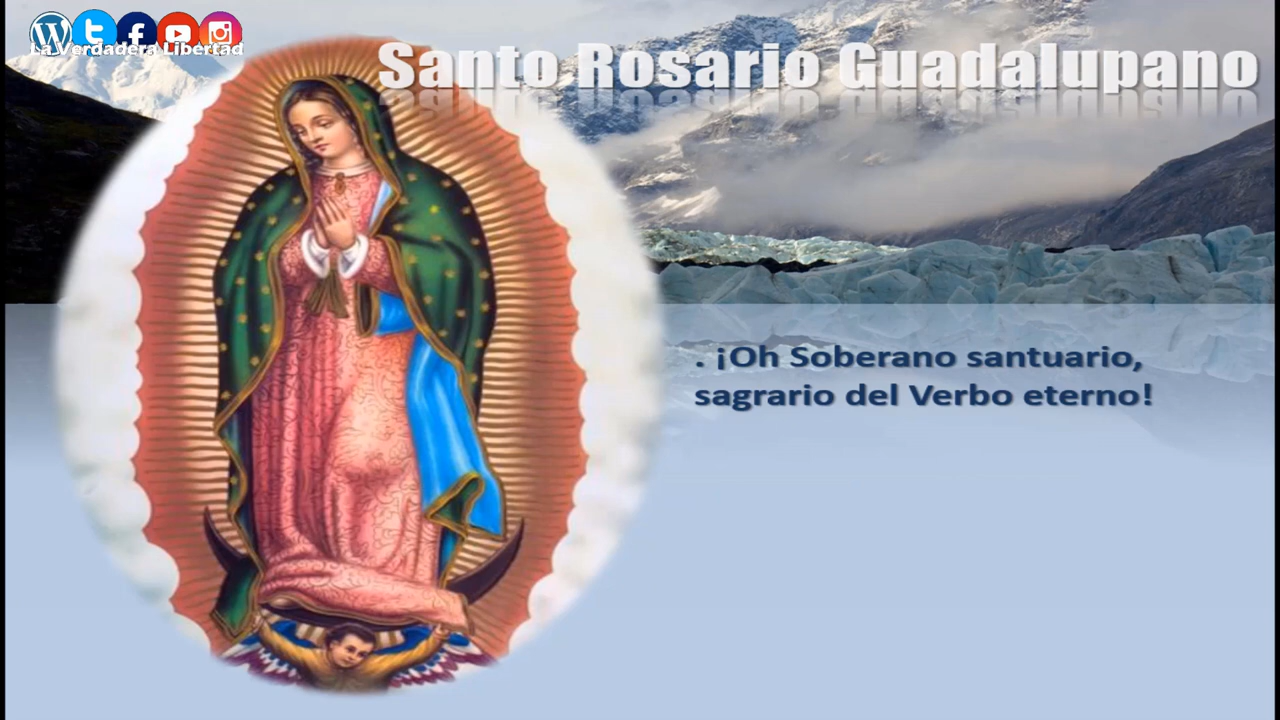 La Verdadera Libertad
Santo Rosario Guadalupano
. ¡Oh Soberano santuario,
sagrario del Verbo eterno!